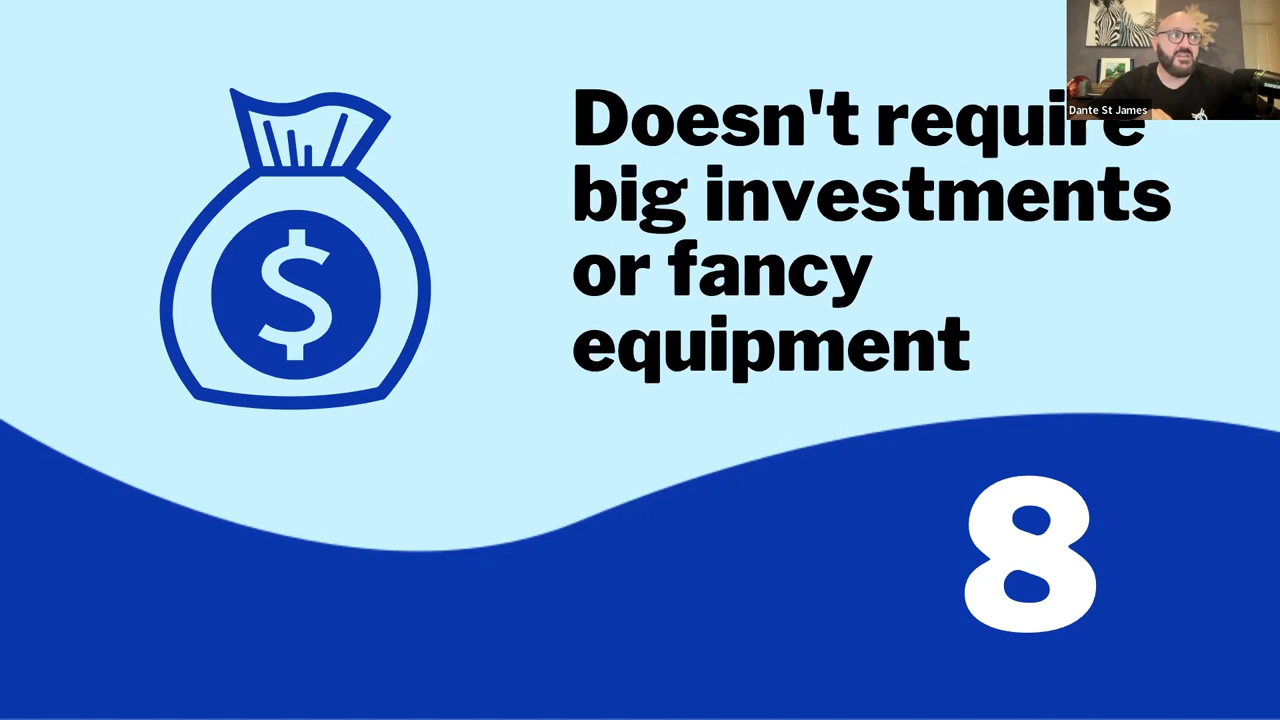 Doesn't require
big investments
or fancy
equipment
$
8
Dante St James